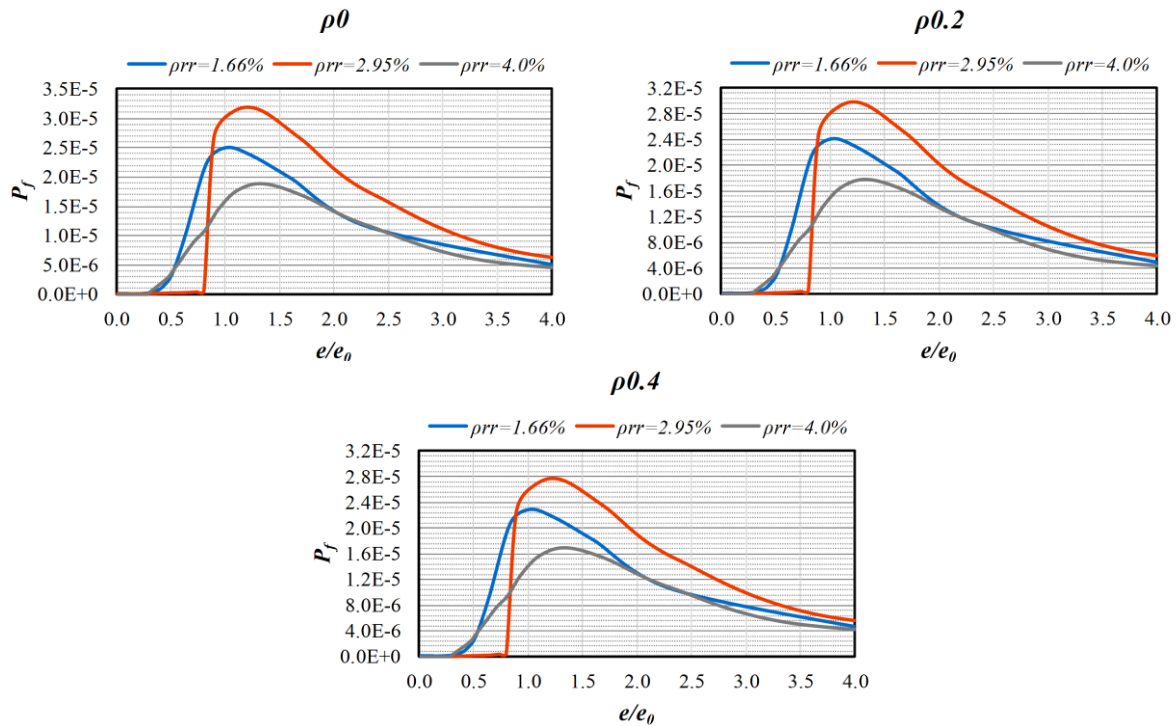 ρ0
ρrr=1.66% ρrr=2.95% ρrr=4.0%
3.5E-5
3.0E-5
2.5E-5
2.0E-5
1.5E-5
1.0E-5
5.0E-6
0.0E+0
P_f
0.0 0.5 1.0 1.5 2.0 2.5 3.0 3.5 4.0
e/e₀
ρ0.2
ρrr=1.66% ρrr=2.95% ρrr=4.0%
3.2E-5
2.8E-5
2.4E-5
2.0E-5
1.6E-5
1.2E-5
8.0E-6
4.0E-6
0.0E+0
P_f
0.0 0.5 1.0 1.5 2.0 2.5 3.0 3.5 4.0
e/e₀
ρ0.4
ρrr=1.66% ρrr=2.95% ρrr=4.0%
3.2E-5
2.8E-5
2.4E-5
2.0E-5
1.6E-5
1.2E-5
8.0E-6
4.0E-6
0.0E+0
P_f
0.0 0.5 1.0 1.5 2.0 2.5 3.0 3.5 4.0
e/e₀